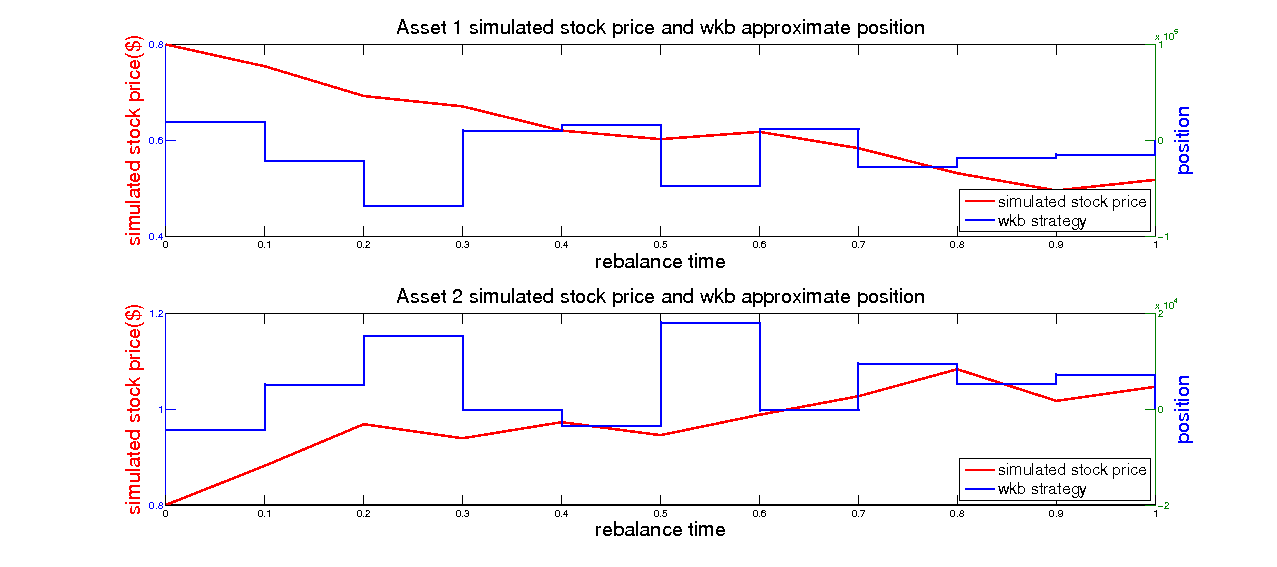 Asset 1 simulated stock price and wkb approximate position
x 10^5
simulated stock price($)
0.8
0.6
0.4
1
0
-1
position
simulated stock price
wkb strategy
0 0.1 0.2 0.3 0.4 0.5 0.6 0.7 0.8 0.9 1
rebalance time
Asset 2 simulated stock price and wkb approximate position
x 10^4
simulated stock price($)
1.2
1
0.8
2
0
-2
position
simulated stock price
wkb strategy
0 0.1 0.2 0.3 0.4 0.5 0.6 0.7 0.8 0.9 1
rebalance time